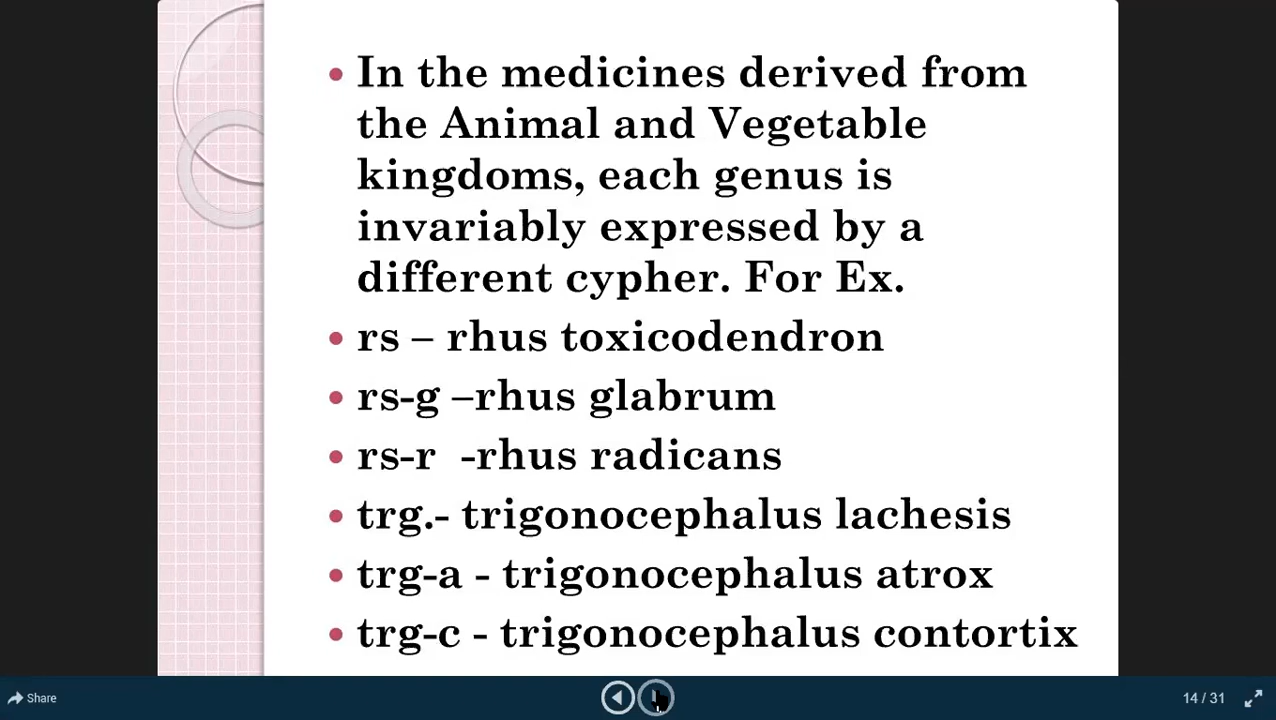 In the medicines derived from
the Animal and Vegetable
kingdoms, each genus is
invariably expressed by a
different cypher. For Ex.
rs – rhus toxicodendron
rs-g –rhus glabrum
rs-r -rhus radicans
trg.- trigonocephalus lachesis
trg-a - trigonocephalus atrox
trg-c - trigonocephalus contortix
Share
14 / 31